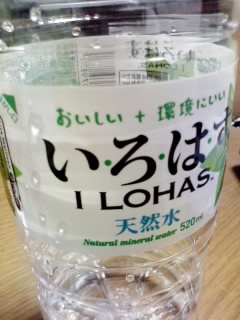 おいしい + 環境にいい
い・ろ・は・す
I LOHAS
天然水
Natural mineral water 520ml